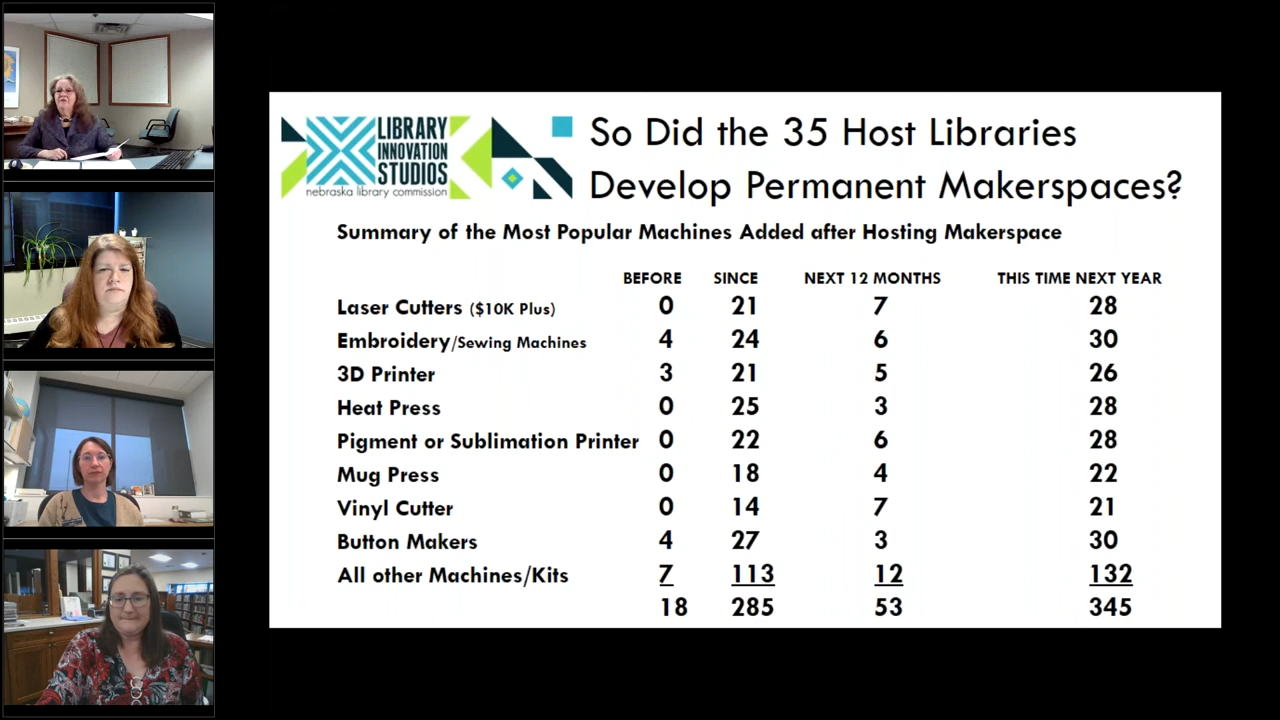 LIBRARY
INNOVATION
STUDIOS
nebraska library commission
So Did the 35 Host Libraries
Develop Permanent Makerspaces?
Summary of the Most Popular Machines Added after Hosting Makerspace
BEFORE SINCE NEXT 12 MONTHS THIS TIME NEXT YEAR
Laser Cutters ($10K Plus) 0 21 7 28
Embroidery/Sewing Machines 4 24 6 30
3D Printer 3 21 5 26
Heat Press 0 25 3 28
Pigment or Sublimation Printer 0 22 6 28
Mug Press 0 18 4 22
Vinyl Cutter 0 14 7 21
Button Makers 4 27 3 30
All other Machines/Kits 7 113 12 132
18 285 53 345